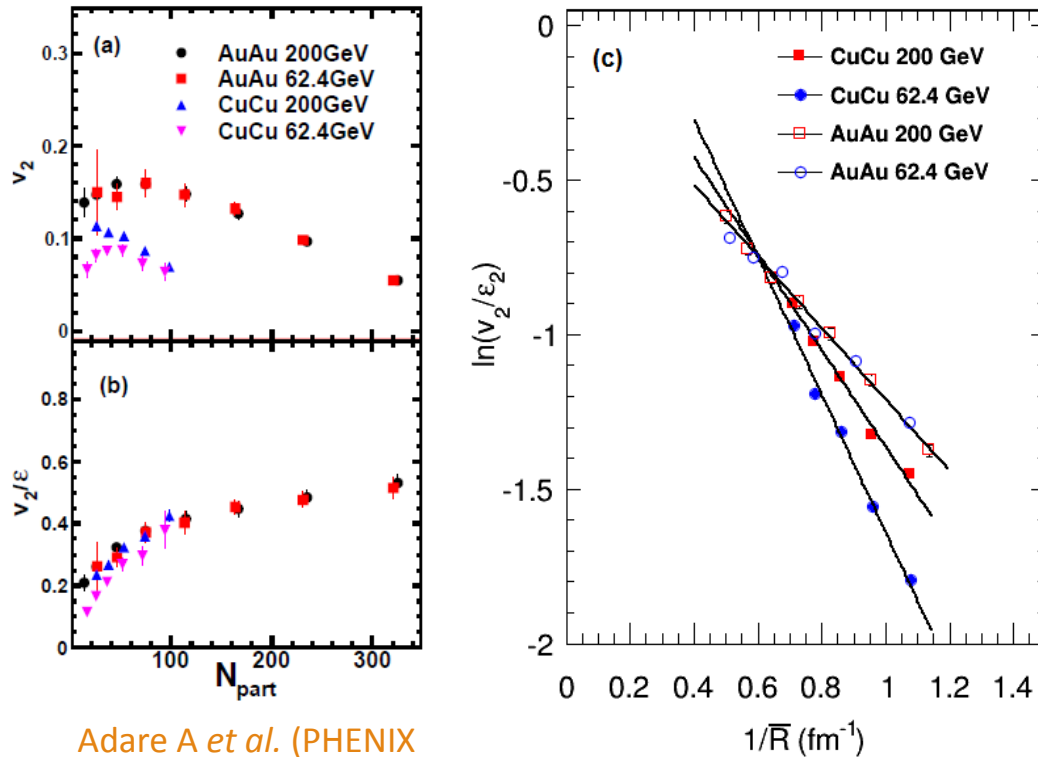 (a)
AuAu 200GeV
AuAu 62.4GeV
CuCu 200GeV
CuCu 62.4GeV
v2
0.3
0.2
0.1
0
(b)
v2/ε
0.8
0.6
0.4
0.2
0
100
200
300
Npart
Adare A et al. (PHENIX
(c)
CuCu 200 GeV
CuCu 62.4 GeV
AuAu 200 GeV
AuAu 62.4 GeV
ln(v2/ε2)
0
-0.5
-1
-1.5
-2
0 0.2 0.4 0.6 0.8 1 1.2 1.4
1/R̅ (fm-1)